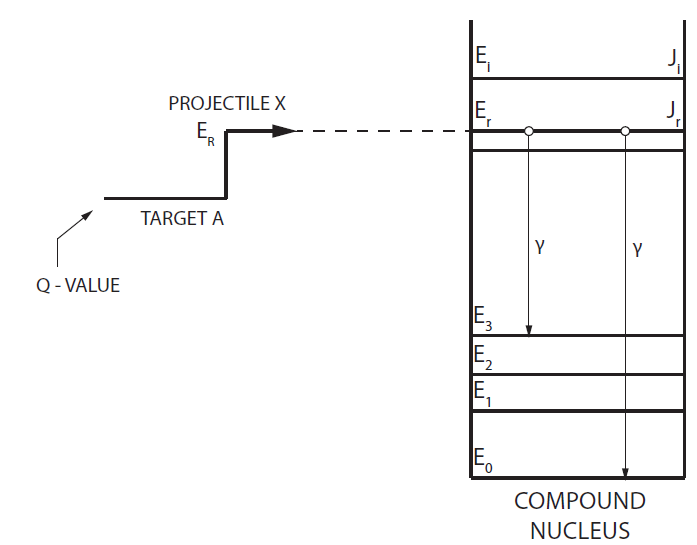 E_i J_i
PROJECTILE X
E_R
E_r J_r
TARGET A
γ γ
Q - VALUE
E_3
E_2
E_1
E_0
COMPOUND
NUCLEUS